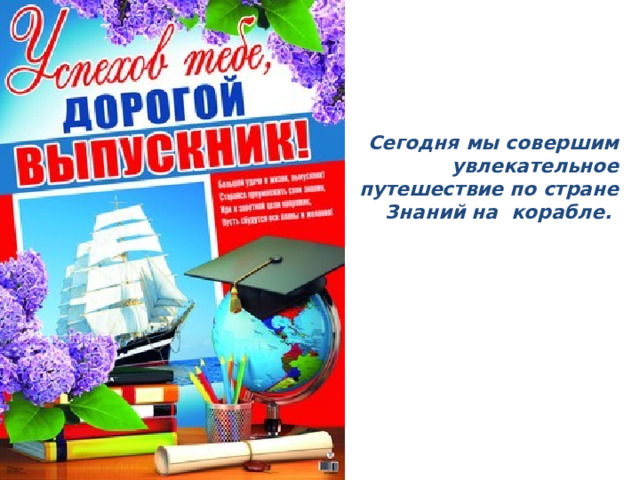 Успехов тебе,
ДОРОГОЙ
ВЫПУСКНИК!
Большой удачи в жизни, выпускник!
Старайся преумножить свои знания,
Иди к заветной цели напрямик,
Пусть сбудутся все планы и желания!
Сегодня мы совершим
увлекательное
путешествие по стране
Знаний на корабле.